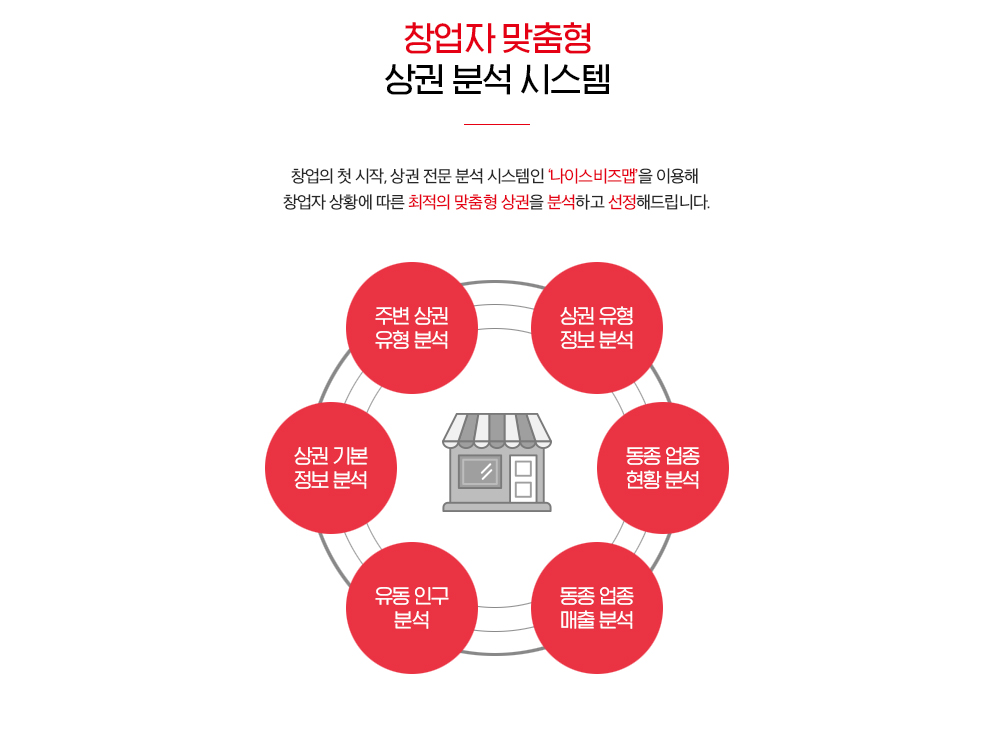 창업자 맞춤형
상권 분석 시스템
창업의 첫 시작, 상권 전문 분석 시스템인 '나이스비즈맵'을 이용해
창업자 상황에 따른 최적의 맞춤형 상권을 분석하고 선정해드립니다.
주변 상권
유형 분석
상권 유형
정보 분석
상권 기본
정보 분석
동종 업종
현황 분석
유동 인구
분석
동종 업종
매출 분석